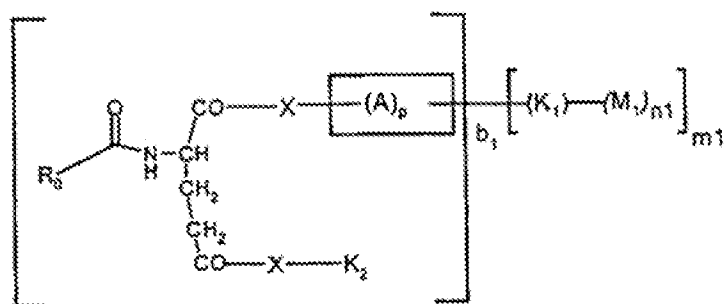 O CO—X—(A)p b1 (K1)—(M1)n1 m1
R3 N H CH
CH2
CH2
CO—X—K2